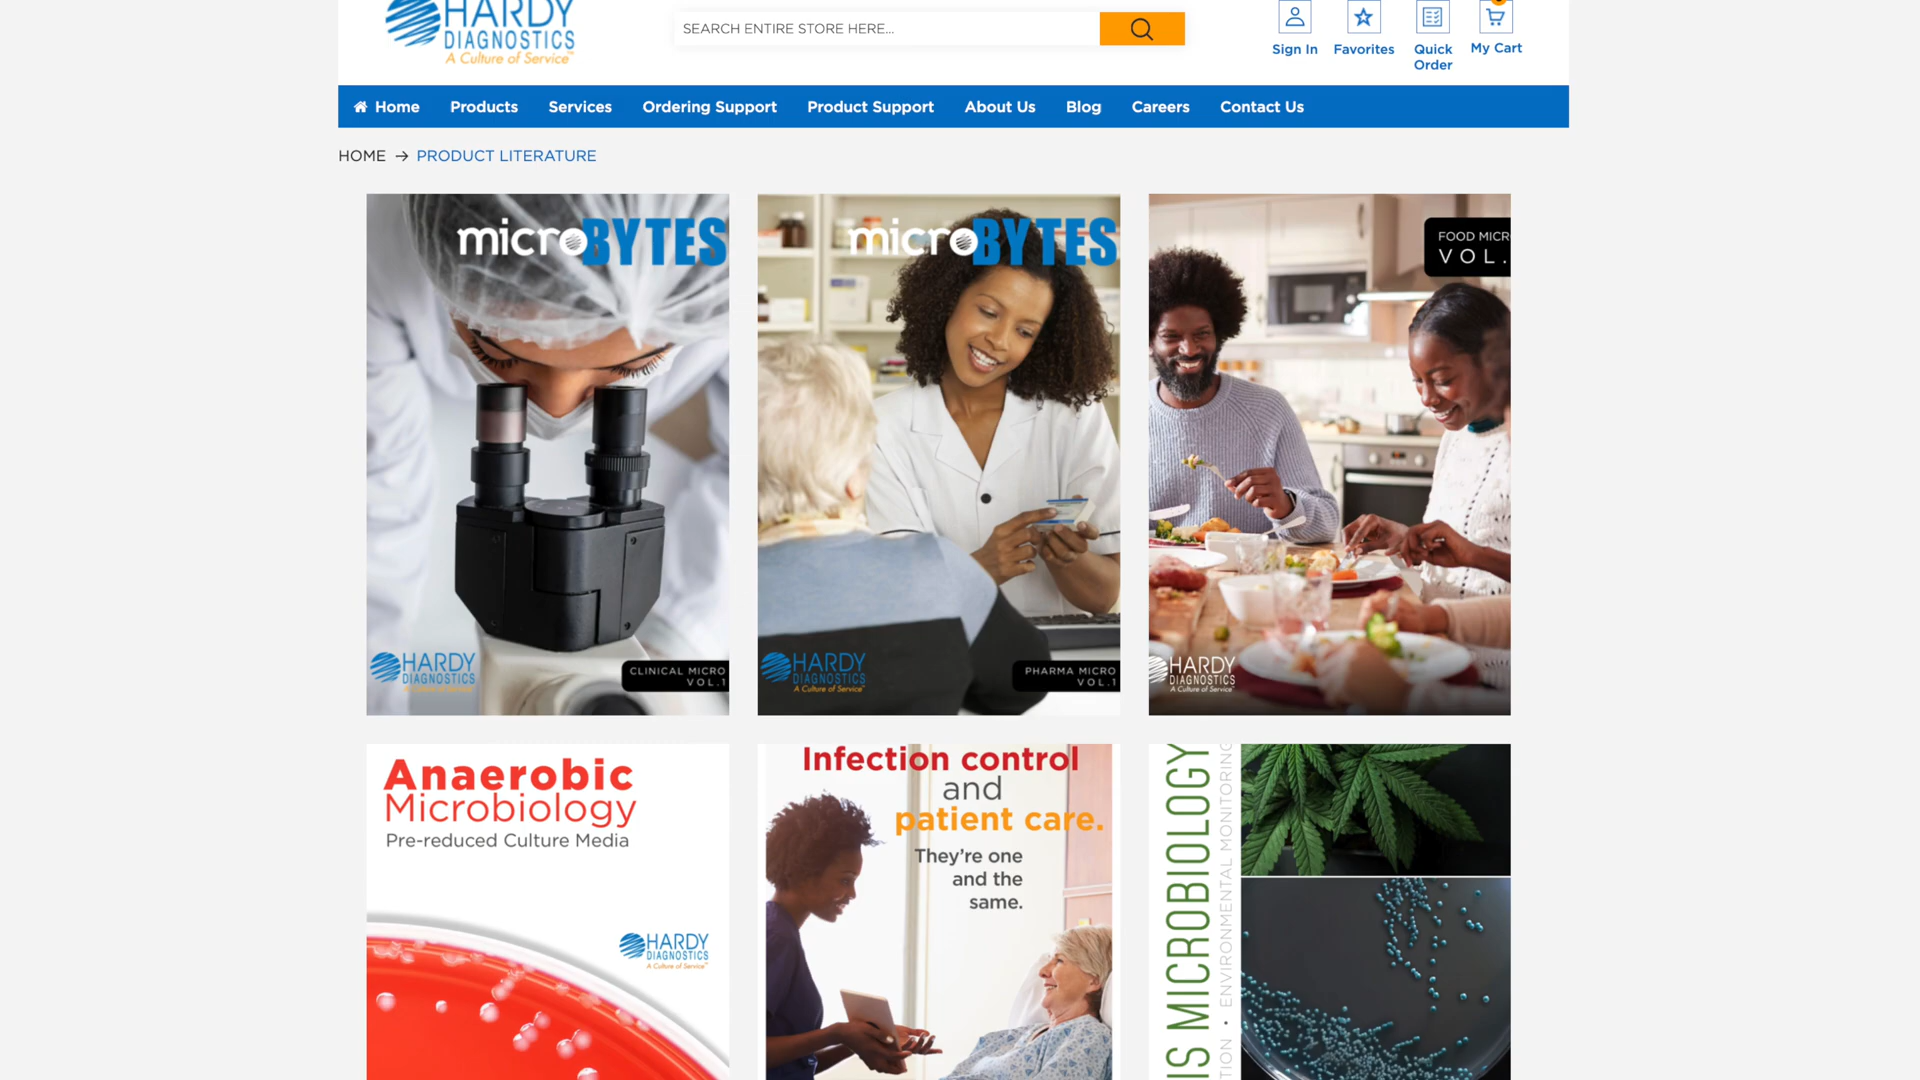 HARDY
DIAGNOSTICS
A Culture of Service™
SEARCH ENTIRE STORE HERE...
Sign In
Favorites
Quick
Order
My Cart
Home
Products
Services
Ordering Support
Product Support
About Us
Blog
Careers
Contact Us
HOME → PRODUCT LITERATURE
microBYTES
HARDY
DIAGNOSTICS
A Culture of Service
CLINICAL MICRO
VOL.1
microBYTES
HARDY
DIAGNOSTICS
A Culture of Service
PHARMA MICRO
VOL.1
FOOD MICR
VOL.
HARDY
DIAGNOSTICS
A Culture of Service
Anaerobic
Microbiology
Pre-reduced Culture Media
HARDY
DIAGNOSTICS
A Culture of Service
Infection control
and
patient care.
They’re one
and the
same.
IS MICROBIOLOGY
TION • ENVIRONMENTAL MONITORING